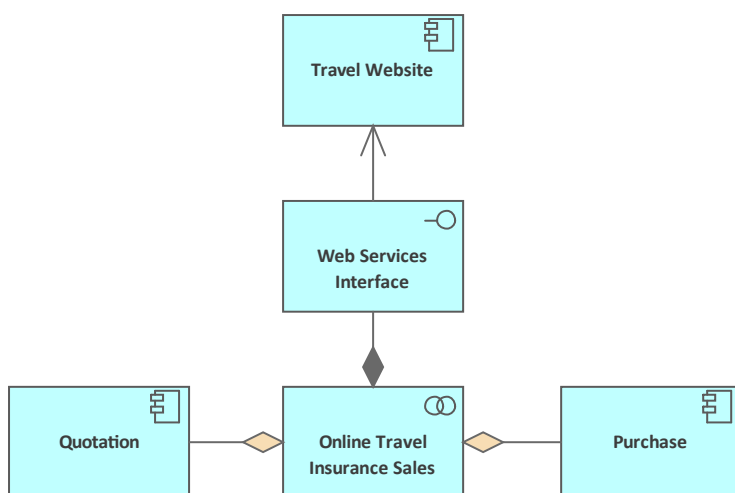 Travel Website
Web Services
Interface
Quotation
Online Travel
Insurance Sales
Purchase